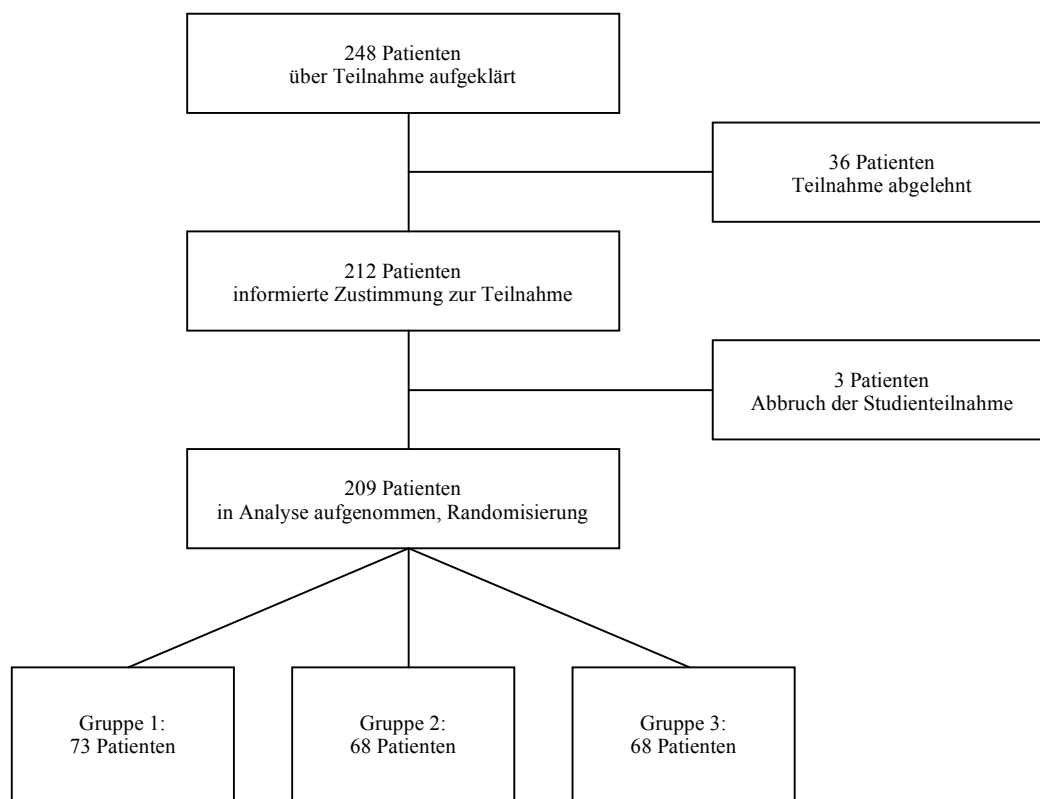 248 Patienten
über Teilnahme aufgeklärt
36 Patienten
Teilnahme abgelehnt
212 Patienten
informierte Zustimmung zur Teilnahme
3 Patienten
Abbruch der Studienteilnahme
209 Patienten
in Analyse aufgenommen, Randomisierung
Gruppe 1:
73 Patienten
Gruppe 2:
68 Patienten
Gruppe 3:
68 Patienten